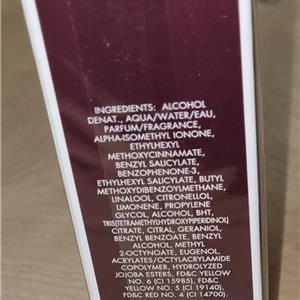 INGREDIENTS: ALCOHOL
DENAT., AQUA/WATER/EAU,
PARFUM/FRAGRANCE,
ALPHA-ISOMETHYL IONONE,
ETHYLHEXYL
METHOXYCINNAMATE,
BENZYL SALICYLATE,
BENZOPHENONE-3,
ETHYLHEXYL SALICYLATE, BUTYL
METHOXYDIBENZOYLMETHANE,
LINALOOL, CITRONELLOL,
LIMONENE, PROPYLENE
GLYCOL, ALCOHOL, BHT,
TRIS(TETRAMETHYLHYDROXYPIPERIDINOL)
CITRATE, CITRAL, GERANIOL,
BENZYL BENZOATE, BENZYL
ALCOHOL, METHYL
2-OCTYNOATE, EUGENOL,
ACRYLATES/OCTYLACRYLAMIDE
COPOLYMER, HYDROLYZED
JOJOBA ESTERS, FD&C YELLOW
NO. 6 (CI 15985), FD&C
YELLOW NO. 5 (CI 19140),
FD&C RED NO. 4 (CI 14700).